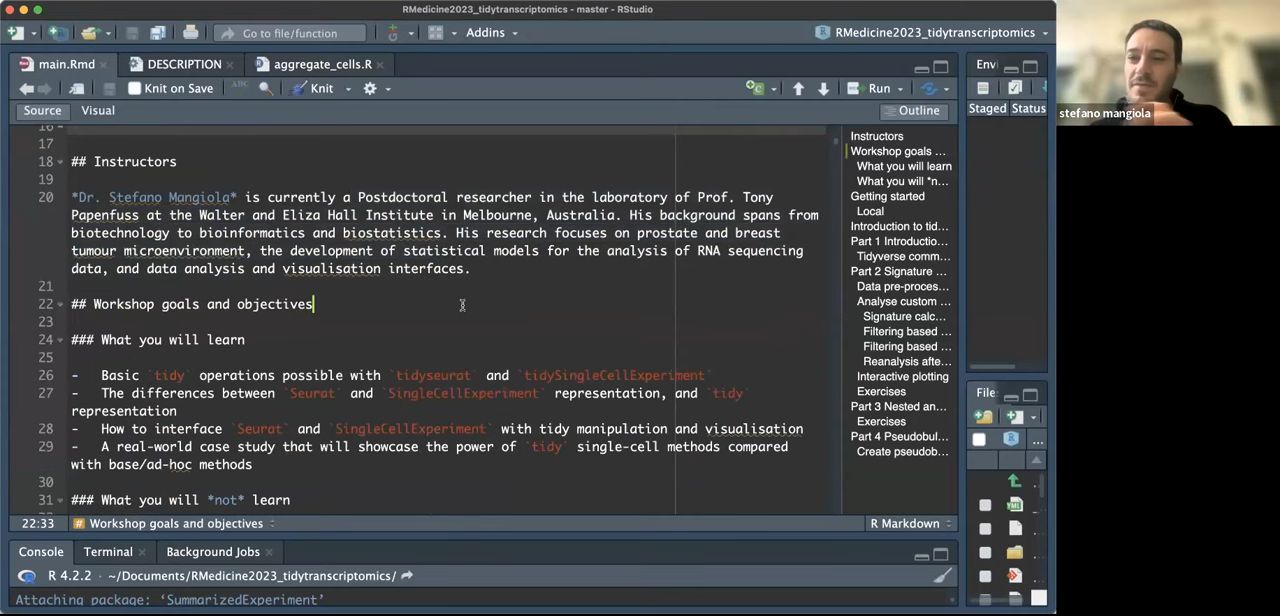 RMedicine2023_tidytranscriptomics - master - RStudio
Go to file/function
Addins
RMedicine2023_tidytranscriptomics
main.Rmd
DESCRIPTION
aggregate_cells.R
Knit on Save
ABC
Knit
Run
Source
Visual
Outline
16
17
18 ## Instructors
19
20 *Dr. Stefano Mangiola* is currently a Postdoctoral researcher in the laboratory of Prof. Tony
Papenfuss at the Walter and Eliza Hall Institute in Melbourne, Australia. His background spans from
biotechnology to bioinformatics and biostatistics. His research focuses on prostate and breast
tumour microenvironment, the development of statistical models for the analysis of RNA sequencing
data, and data analysis and visualisation interfaces.
21
22 ## Workshop goals and objectives
23
24 ### What you will learn
25
26 -   Basic `tidy` operations possible with `tidyseurat` and `tidySingleCellExperiment`
27 -   The differences between `Seurat` and `SingleCellExperiment` representation, and `tidy`
representation
28 -   How to interface `Seurat` and `SingleCellExperiment` with tidy manipulation and visualisation
29 -   A real-world case study that will showcase the power of `tidy` single-cell methods compared
with base/ad-hoc methods
30
31 ### What you will *not* learn
Instructors
Workshop goals ...
What you will learn
What you will *n...
Getting started
Local
Introduction to tid...
Part 1 Introductio...
Tidyverse comm...
Part 2 Signature ...
Data pre-proces...
Analyse custom ...
Signature calc...
Filtering based ...
Filtering based ...
Reanalysis afte...
Interactive plotting
Exercises
Part 3 Nested an...
Exercises
Part 4 Pseudobul...
Create pseudob...
22:33
# Workshop goals and objectives
R Markdown
Console
Terminal
Background Jobs
R 4.2.2 · ~/Documents/RMedicine2023_tidytranscriptomics/
Attaching package: ‘SummarizedExperiment’
Env
Staged
Status
File
stefano mangiola